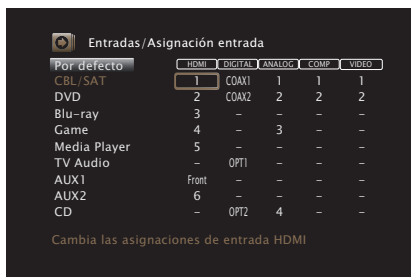 Entradas/Asignación entrada
Por defecto HDMI DIGITAL ANALOG COMP VIDEO
CBL/SAT 1 COAX1 1 1 1
DVD 2 COAX2 2 2 2
Blu-ray 3 – – – –
Game 4 – 3 – –
Media Player 5 – – – –
TV Audio – OPT1 – – –
AUX1 Front – – – –
AUX2 6 – – – –
CD – OPT2 4 – –
Cambia las asignaciones de entrada HDMI